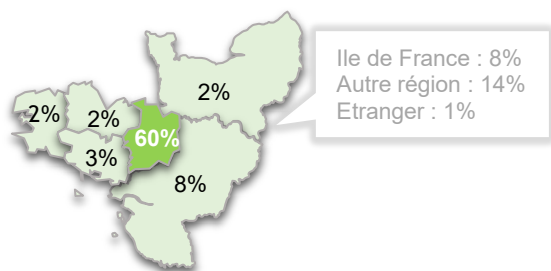 Ile de France : 8%
Autre région : 14%
Etranger : 1%
2%
2%
2%
60%
3%
8%